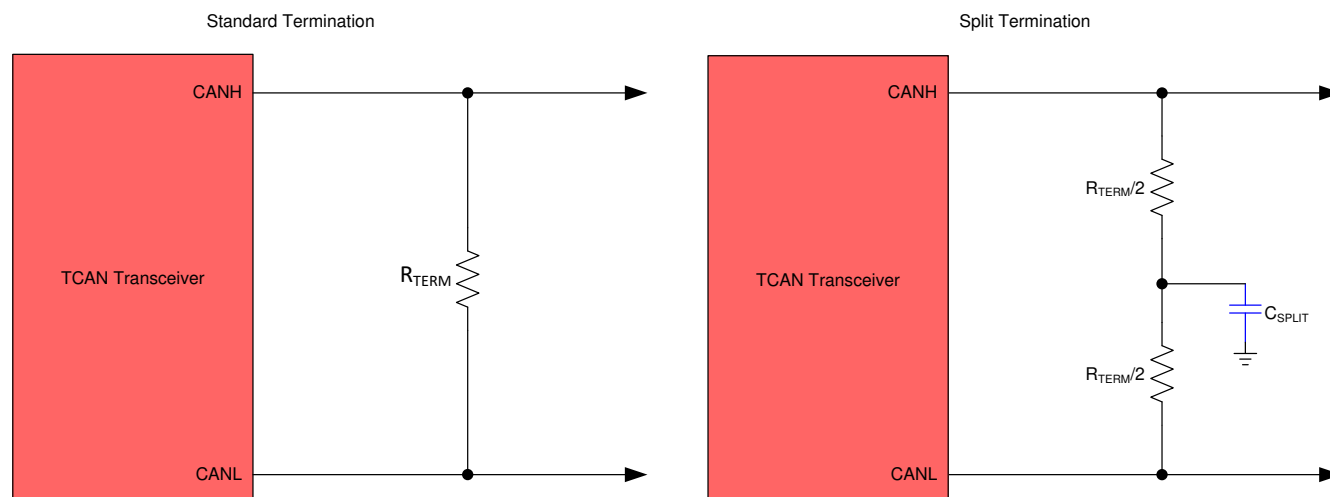 Standard Termination
CANH
TCAN Transceiver
RTERM
CANL
Split Termination
CANH
RTERM/2
TCAN Transceiver
CSPLIT
RTERM/2
CANL